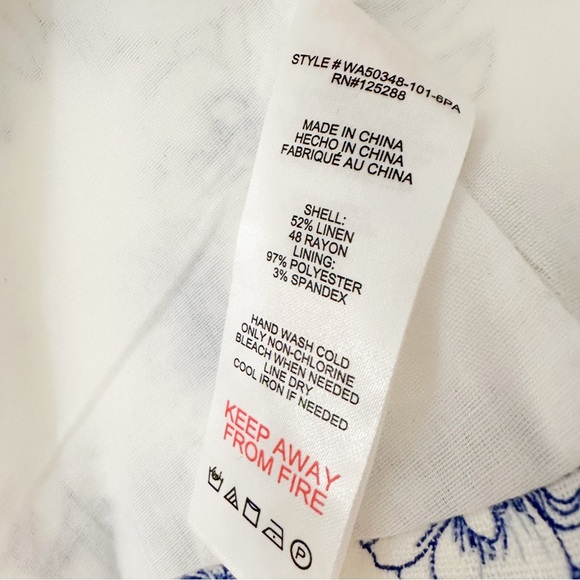 STYLE # WA50348-101-6PA
RN#125288
MADE IN CHINA
HECHO IN CHINA
FABRIQUÉ AU CHINA
SHELL:
52% LINEN
48 RAYON
LINING:
97% POLYESTER
3% SPANDEX
HAND WASH COLD
ONLY NON-CHLORINE
BLEACH WHEN NEEDED
LINE DRY
COOL IRON IF NEEDED
KEEP AWAY
FROM FIRE
P